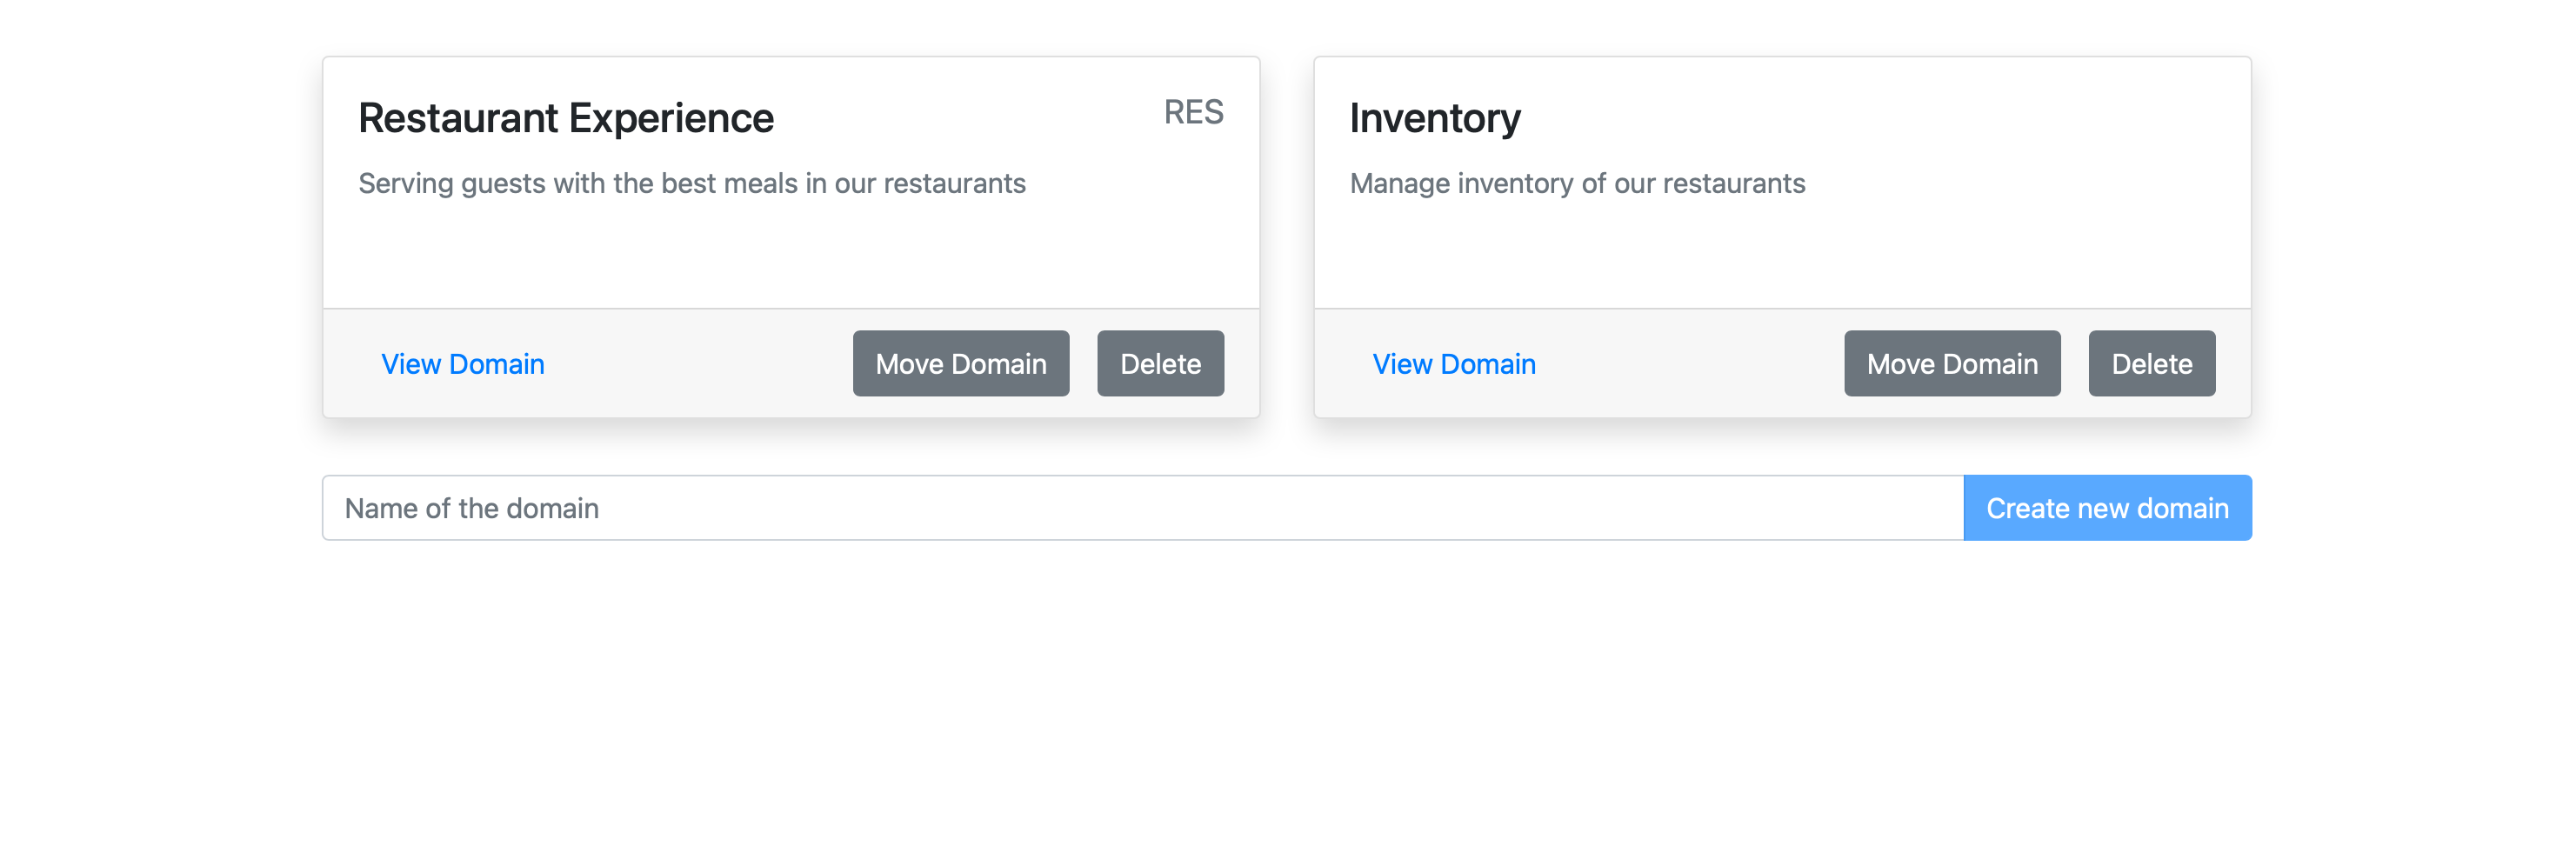 Restaurant Experience RES
Serving guests with the best meals in our restaurants
View Domain Move Domain Delete
Inventory
Manage inventory of our restaurants
View Domain Move Domain Delete
Name of the domain Create new domain